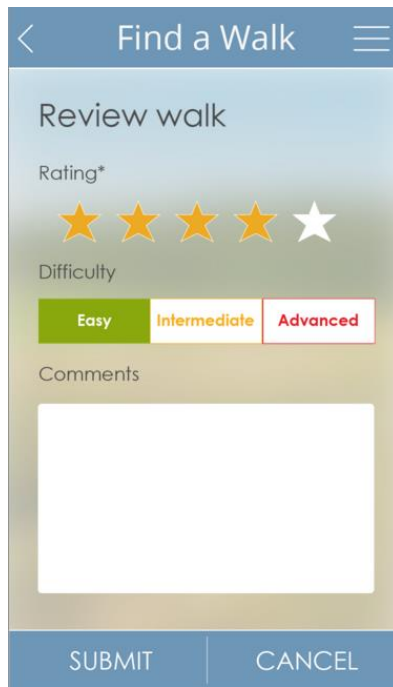 Find a Walk
Review walk
Rating*
Difficulty
Easy Intermediate Advanced
Comments
SUBMIT CANCEL